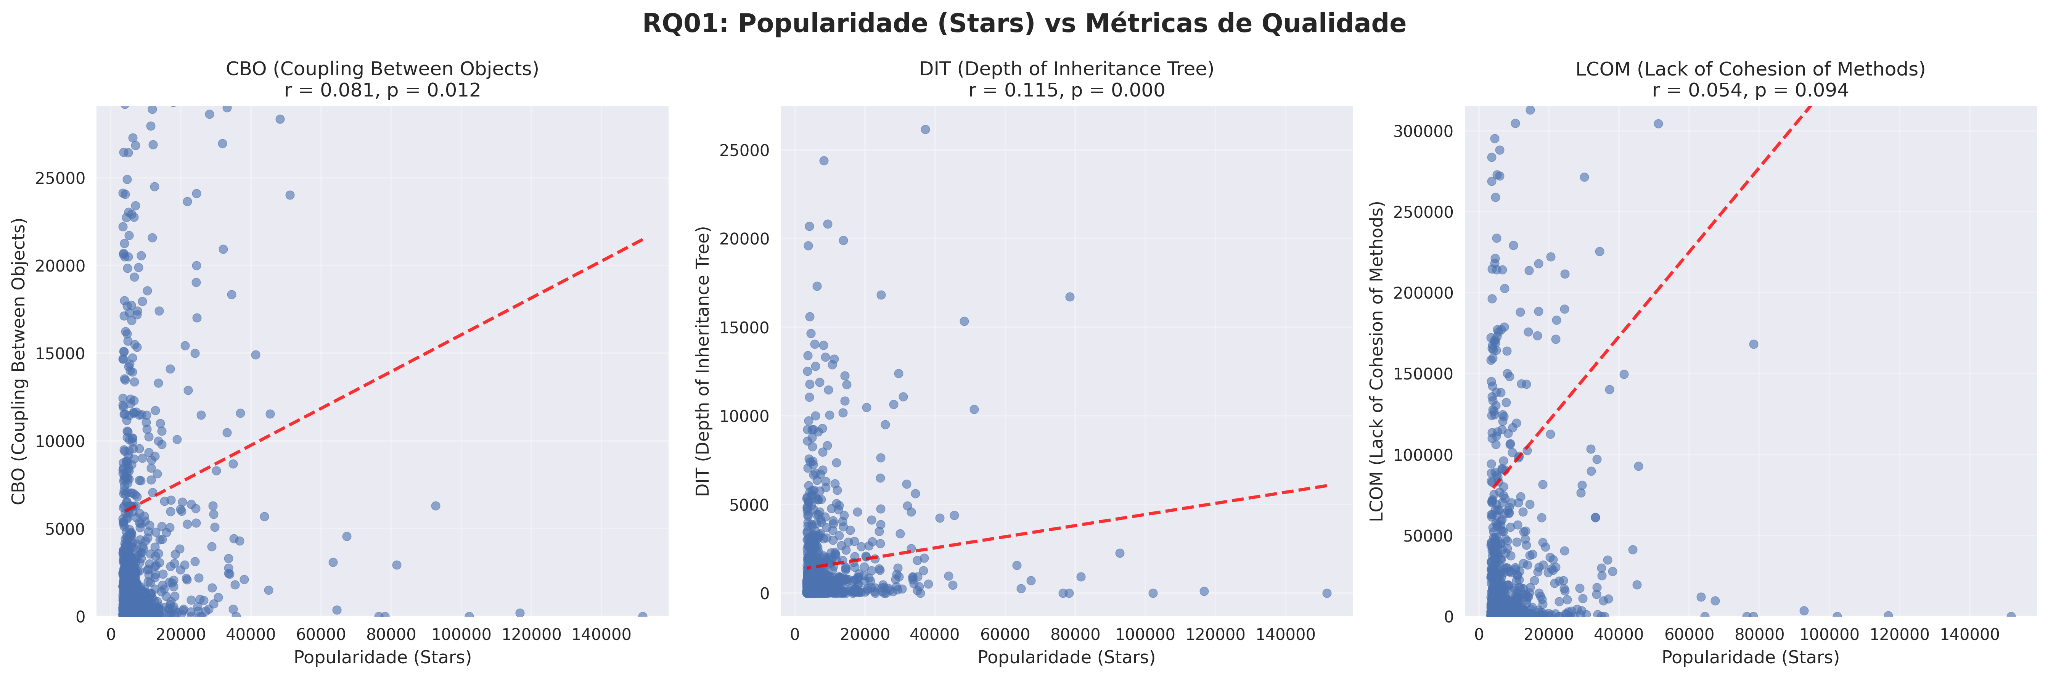 RQ01: Popularidade (Stars) vs Métricas de Qualidade
CBO (Coupling Between Objects)
r = 0.081, p = 0.012
CBO (Coupling Between Objects)
25000
20000
15000
10000
5000
0
0 20000 40000 60000 80000 100000 120000 140000
Popularidade (Stars)
DIT (Depth of Inheritance Tree)
r = 0.115, p = 0.000
DIT (Depth of Inheritance Tree)
25000
20000
15000
10000
5000
0
0 20000 40000 60000 80000 100000 120000 140000
Popularidade (Stars)
LCOM (Lack of Cohesion of Methods)
r = 0.054, p = 0.094
LCOM (Lack of Cohesion of Methods)
300000
250000
200000
150000
100000
50000
0
0 20000 40000 60000 80000 100000 120000 140000
Popularidade (Stars)